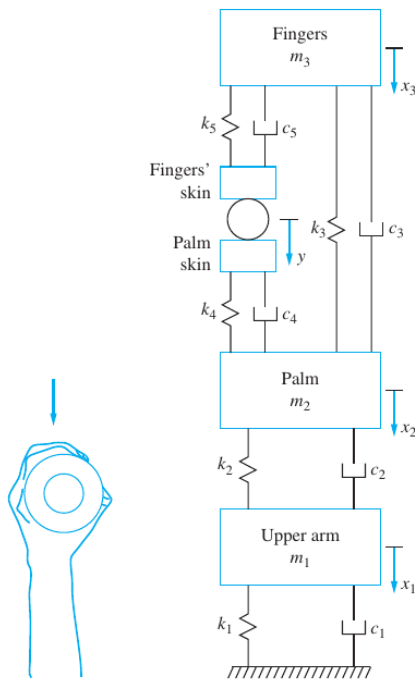 Fingers
m₃
x₃
k₅
c₅
Fingers'
skin
k₃
c₃
Palm
skin
y
k₄
c₄
Palm
m₂
x₂
k₂
c₂
Upper arm
m₁
x₁
k₁
c₁